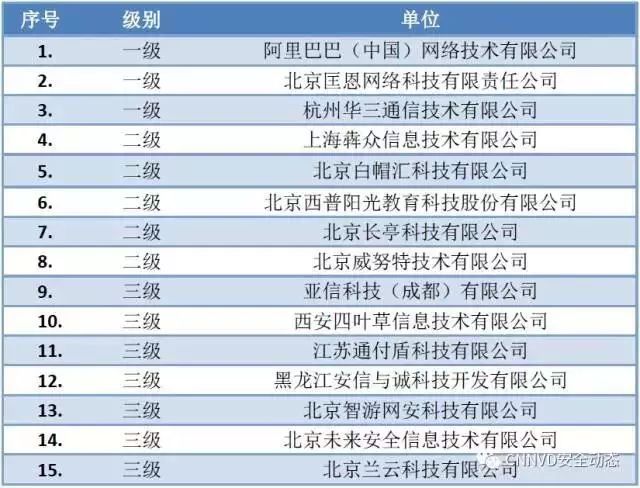 序号 级别 单位
1. 一级 阿里巴巴（中国）网络技术有限公司
2. 一级 北京匡恩网络科技有限责任公司
3. 一级 杭州华三通信技术有限公司
4. 二级 上海犇众信息技术有限公司
5. 二级 北京白帽汇科技有限公司
6. 二级 北京西普阳光教育科技股份有限公司
7. 二级 北京长亭科技有限公司
8. 二级 北京威努特技术有限公司
9. 三级 亚信科技（成都）有限公司
10. 三级 西安四叶草信息技术有限公司
11. 三级 江苏通付盾科技有限公司
12. 三级 黑龙江安信与诚科技开发有限公司
13. 三级 北京智游网安科技有限公司
14. 三级 北京未来安全信息技术有限公司
15. 三级 北京兰云科技有限公司
CNNVD安全动态